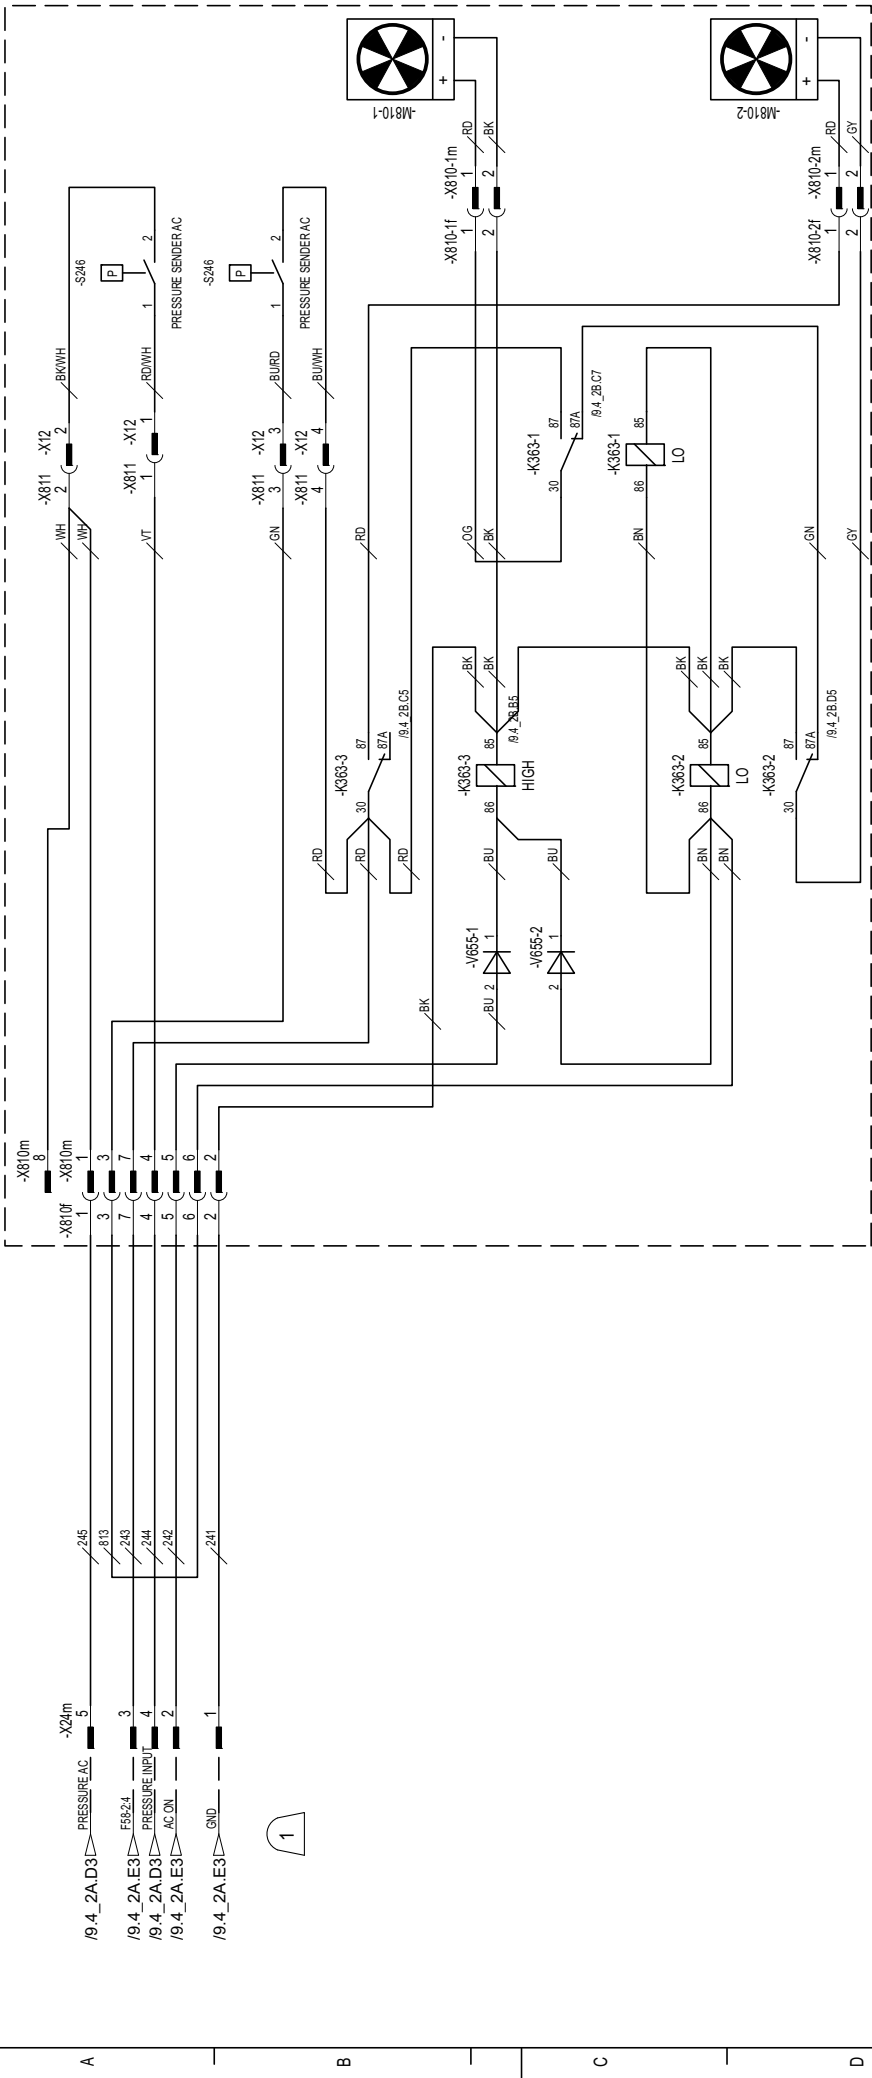 A
B
C
D
/9.4_2A.D3
PRESSURE AC
-X24m
5
/9.4_2A.E3
F58-2:4
3
/9.4_2A.D3
PRESSURE INPUT
4
/9.4_2A.E3
AC ON
2
/9.4_2A.E3
GND
1
1
245
813
243
244
242
241
-X810f
1
3
7
4
5
6
2
-X810m
8
-X810m
1
3
7
4
5
6
2
WH
WH
VT
GN
-X811
2
-X12
2
BK/WH
-X811
1
-X12
1
RD/WH
-X811
3
-X12
3
BU/RD
-X811
4
-X12
4
BU/WH
-S246
P
1
2
PRESSURE SENDER AC
-S246
P
1
2
PRESSURE SENDER AC
RD
RD
RD
-K363-3
30
87
87A
/9.4_2B.C5
RD
BK
BU
2
-V655-1
1
BU
2
-V655-2
1
BU
-K363-3
86
85
HIGH
/9.4_2B.B5
BK
BK
OG
BK
-K363-1
30
87
87A
/9.4_2B.C7
BN
-K363-1
86
85
LO
BN
BN
-K363-2
86
85
LO
BK
BK
BK
-K363-2
30
87
87A
/9.4_2B.D5
GN
GY
-X810-1f
1
2
-X810-1m
1
2
RD
BK
-M810-1
+
-
-X810-2f
1
2
-X810-2m
1
2
RD
GY
-M810-2
+
-